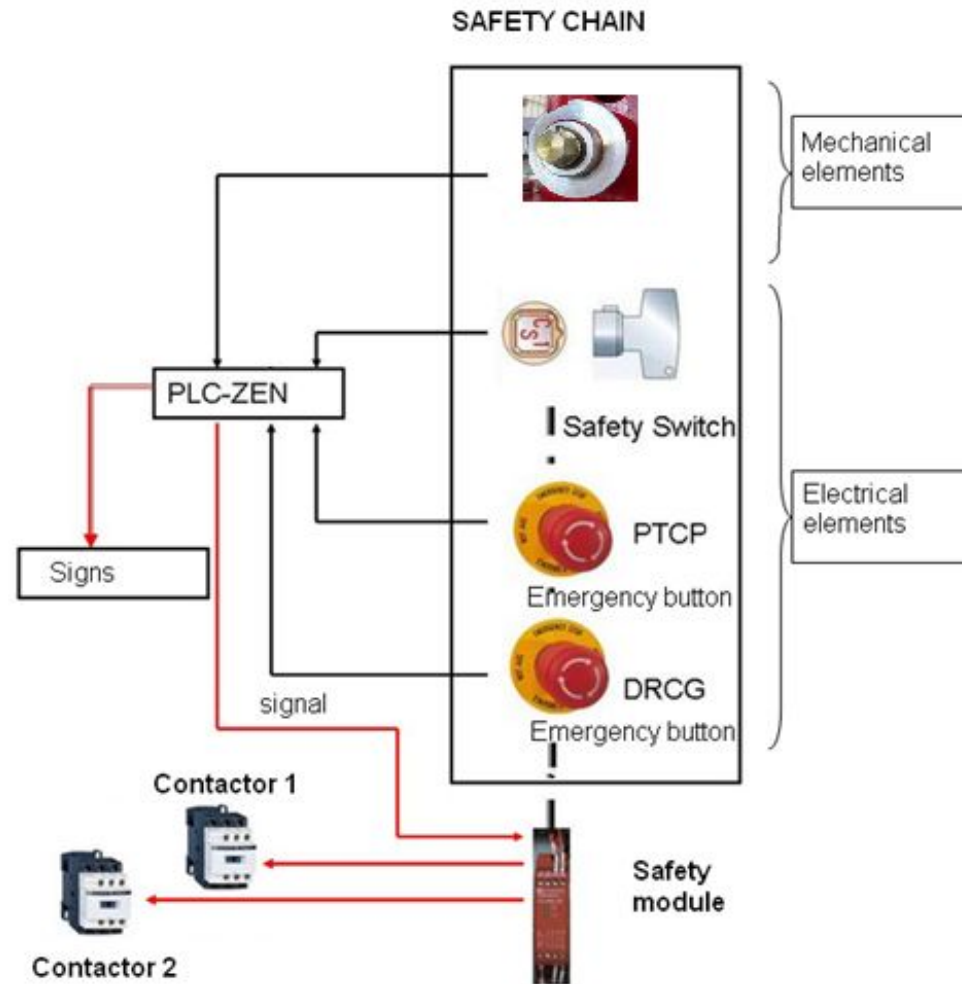 SAFETY CHAIN
Mechanical
elements
CST
PLC-ZEN
Safety Switch
Signs
PTCP
Emergency button
Electrical
elements
DRCG
Emergency button
signal
Contactor 1
Contactor 2
Safety
module